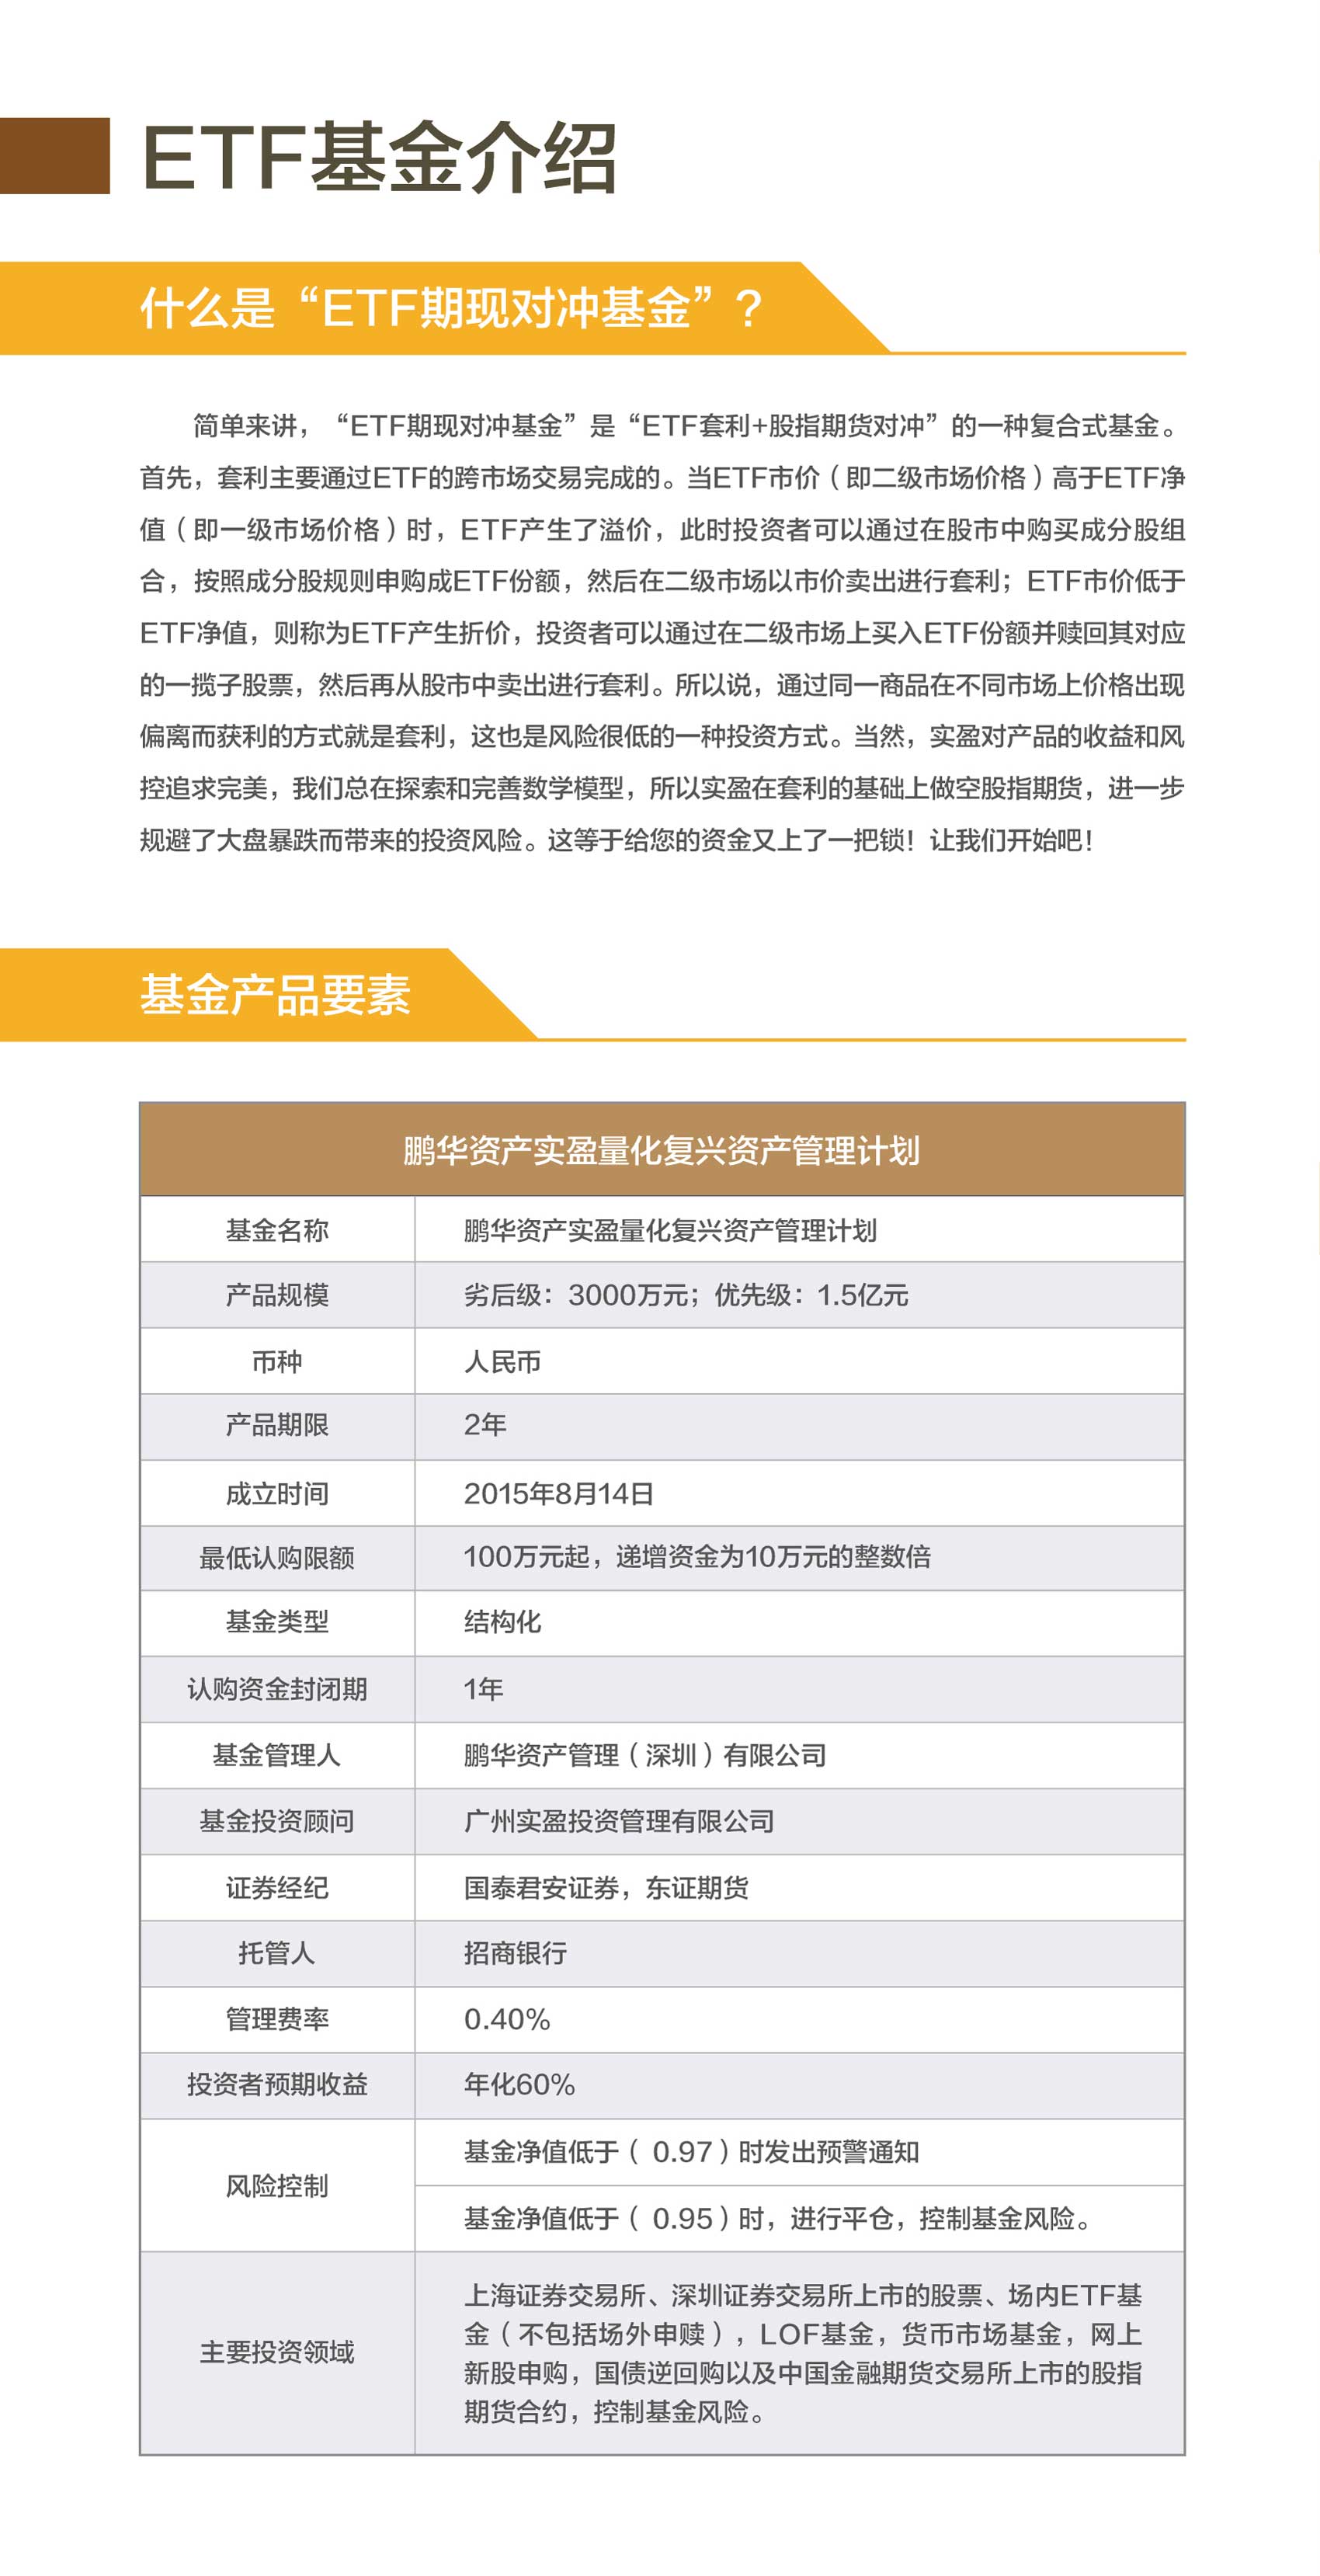 ETF基金介绍
什么是“ETF期现对冲基金”?
简单来讲，“ETF期现对冲基金”是“ETF套利+股指期货对冲”的一种复合式基金。
首先，套利主要通过ETF的跨市场交易完成的。当ETF市价（即二级市场价格）高于ETF净
值（即一级市场价格）时，ETF产生了溢价，此时投资者可以通过在股市中购买成分股组
合，按照成分股规则申购成ETF份额，然后在二级市场以市价卖出进行套利；ETF市价低于
ETF净值，则称为ETF产生折价，投资者可以通过在二级市场上买入ETF份额并赎回其对应
的一揽子股票，然后再从股市中卖出进行套利。所以说，通过同一商品在不同市场上价格出现
偏离而获利的方式就是套利，这也是风险很低的一种投资方式。当然，实盈对产品的收益和风
控追求完美，我们总在探索和完善数学模型，所以实盈在套利的基础上做空股指期货，进一步
规避了大盘暴跌而带来的投资风险。这等于给您的资金又上了一把锁！让我们开始吧！
基金产品要素
鹏华资产实盈量化复兴资产管理计划
基金名称 鹏华资产实盈量化复兴资产管理计划
产品规模 劣后级：3000万元；优先级：1.5亿元
币种 人民币
产品期限 2年
成立时间 2015年8月14日
最低认购限额 100万元起，递增资金为10万元的整数倍
基金类型 结构化
认购资金封闭期 1年
基金管理人 鹏华资产管理（深圳）有限公司
基金投资顾问 广州实盈投资管理有限公司
证券经纪 国泰君安证券，东证期货
托管人 招商银行
管理费率 0.40%
投资者预期收益 年化60%
风险控制
基金净值低于（ 0.97）时发出预警通知
基金净值低于（ 0.95）时，进行平仓，控制基金风险。
主要投资领域
上海证券交易所、深圳证券交易所上市的股票、场内ETF基
金（不包括场外申赎），LOF基金，货币市场基金，网上
新股申购，国债逆回购以及中国金融期货交易所上市的股指
期货合约，控制基金风险。